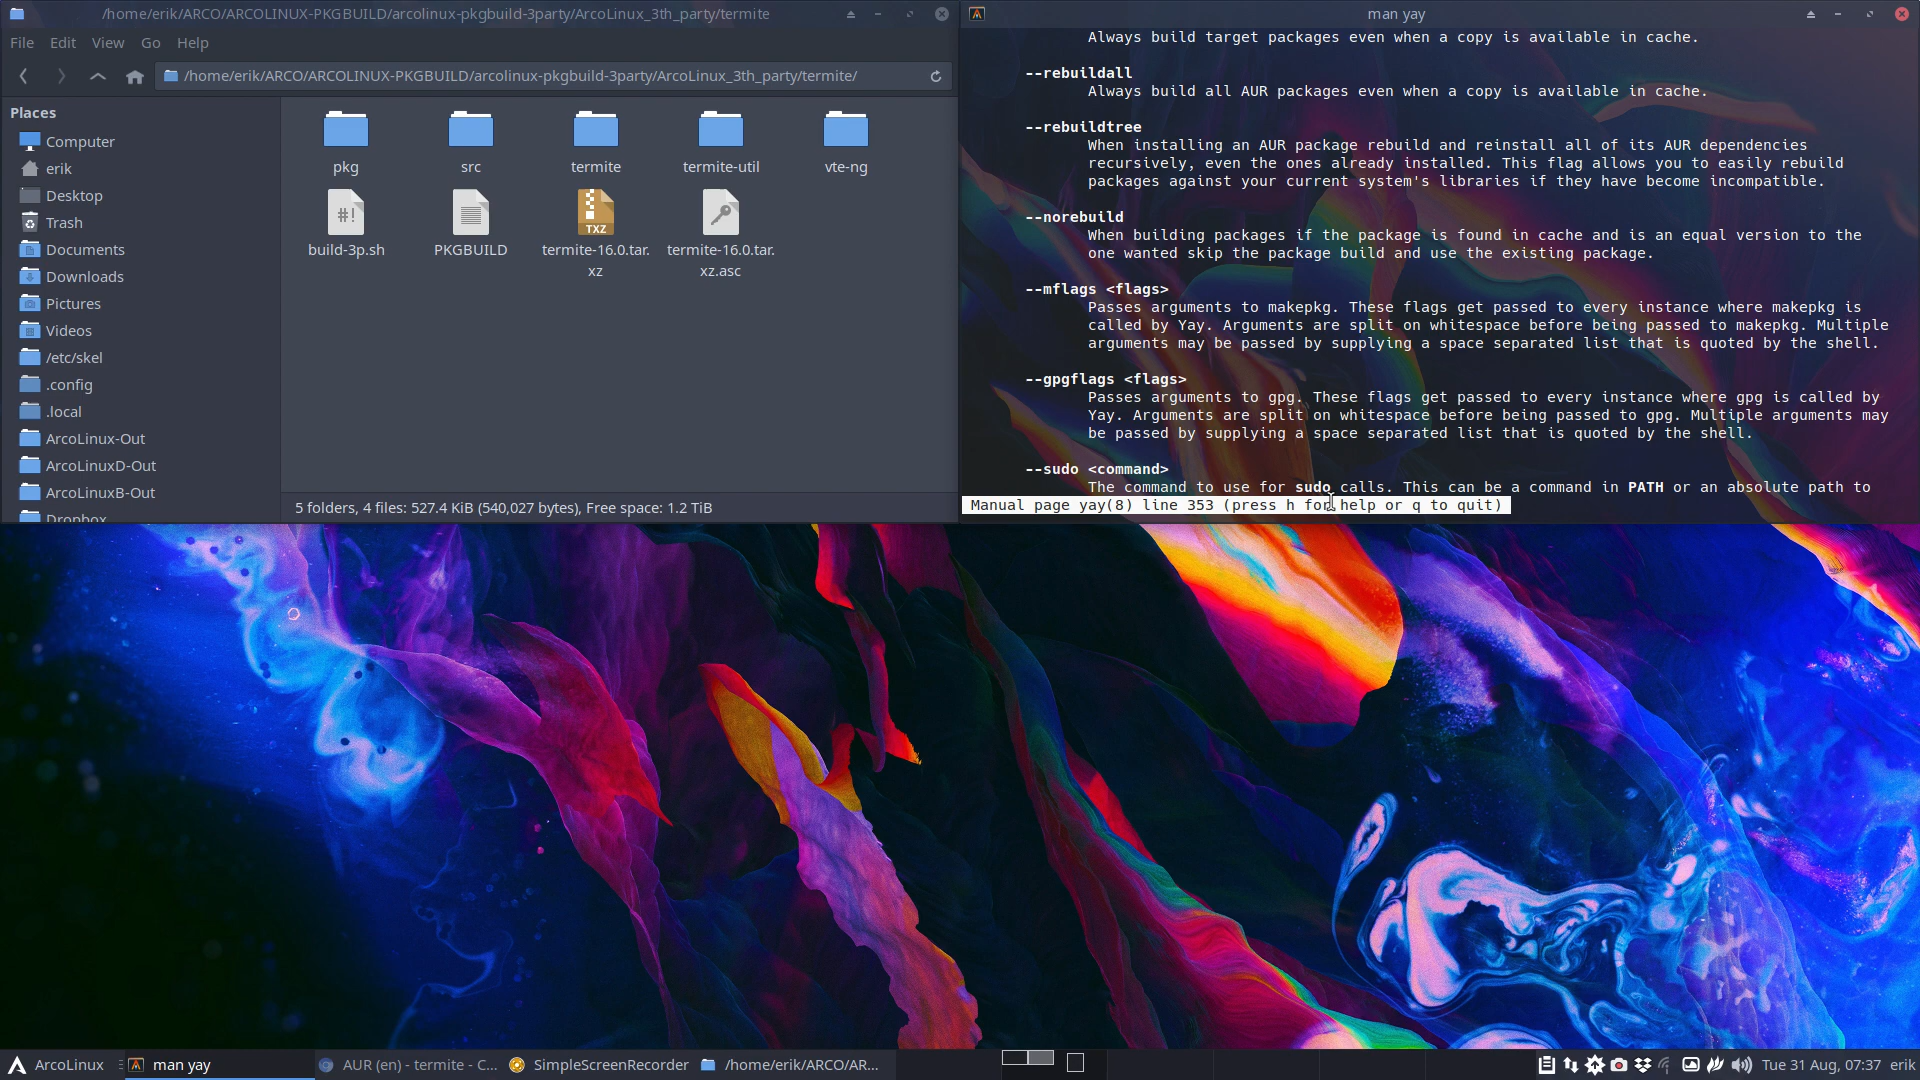 /home/erik/ARCO/ARCOLINUX-PKGBUILD/arcolinux-pkgbuild-3party/ArcoLinux_3th_party/termite
File Edit View Go Help
/home/erik/ARCO/ARCOLINUX-PKGBUILD/arcolinux-pkgbuild-3party/ArcoLinux_3th_party/termite/
Places
Computer
erik
Desktop
Trash
Documents
Downloads
Pictures
Videos
/etc/skel
.config
.local
ArcoLinux-Out
ArcoLinuxD-Out
ArcoLinuxB-Out
Dropbox
pkg src termite termite-util vte-ng
#!
TXZ
build-3p.sh PKGBUILD termite-16.0.tar. termite-16.0.tar.
xz xz.asc
5 folders, 4 files: 527.4 KiB (540,027 bytes), Free space: 1.2 TiB
man yay
Always build target packages even when a copy is available in cache.
--rebuildall
Always build all AUR packages even when a copy is available in cache.
--rebuildtree
When installing an AUR package rebuild and reinstall all of its AUR dependencies
recursively, even the ones already installed. This flag allows you to easily rebuild
packages against your current system's libraries if they have become incompatible.
--norebuild
When building packages if the package is found in cache and is an equal version to the
one wanted skip the package build and use the existing package.
--mflags <flags>
Passes arguments to makepkg. These flags get passed to every instance where makepkg is
called by Yay. Arguments are split on whitespace before being passed to makepkg. Multiple
arguments may be passed by supplying a space separated list that is quoted by the shell.
--gpgflags <flags>
Passes arguments to gpg. These flags get passed to every instance where gpg is called by
Yay. Arguments are split on whitespace before being passed to gpg. Multiple arguments may
be passed by supplying a space separated list that is quoted by the shell.
--sudo <command>
The command to use for sudo calls. This can be a command in PATH or an absolute path to
Manual page yay(8) line 353 (press h for help or q to quit)
ArcoLinux man yay AUR (en) - termite - C... SimpleScreenRecorder /home/erik/ARCO/AR... Tue 31 Aug, 07:37 erik